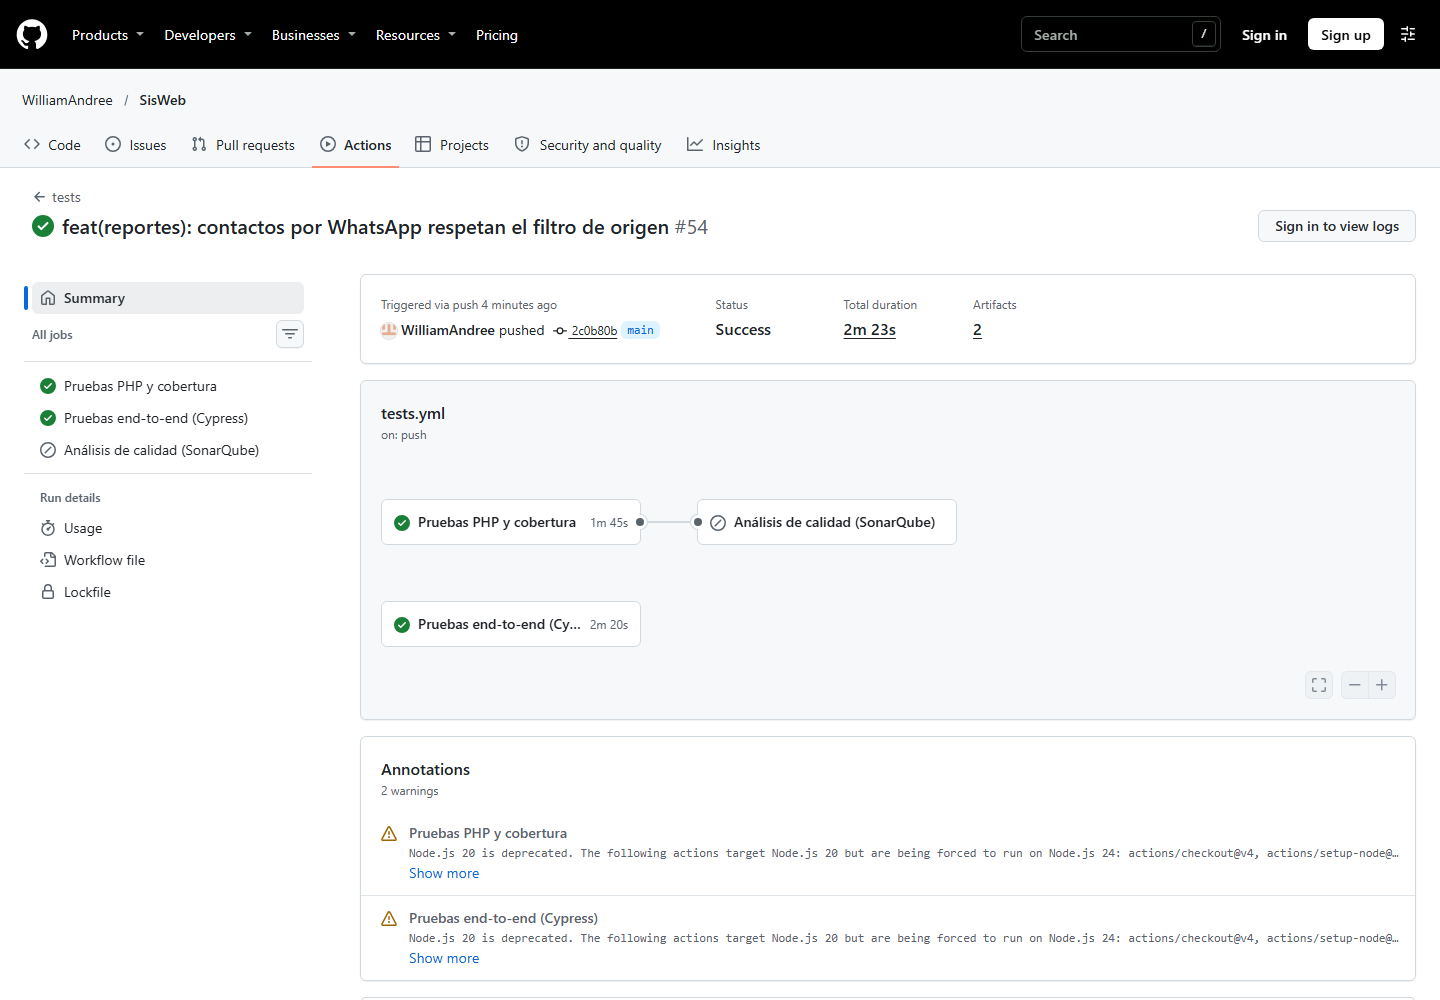 Products Developers Businesses Resources Pricing Search / Sign in Sign up
WilliamAndree / SisWeb
Code Issues Pull requests Actions Projects Security and quality Insights
tests
feat(reportes): contactos por WhatsApp respetan el filtro de origen #54
Sign in to view logs
Summary
All jobs
Pruebas PHP y cobertura
Pruebas end-to-end (Cypress)
Análisis de calidad (SonarQube)
Run details
Usage
Workflow file
Lockfile
Triggered via push 4 minutes ago
WilliamAndree pushed 2c0b80b main
Status
Success
Total duration
2m 23s
Artifacts
2
tests.yml
on: push
Pruebas PHP y cobertura 1m 45s
Análisis de calidad (SonarQube)
Pruebas end-to-end (Cy... 2m 20s
Annotations
2 warnings
Pruebas PHP y cobertura
Node.js 20 is deprecated. The following actions target Node.js 20 but are being forced to run on Node.js 24: actions/checkout@v4, actions/setup-node@…
Show more
Pruebas end-to-end (Cypress)
Node.js 20 is deprecated. The following actions target Node.js 20 but are being forced to run on Node.js 24: actions/checkout@v4, actions/setup-node@…
Show more